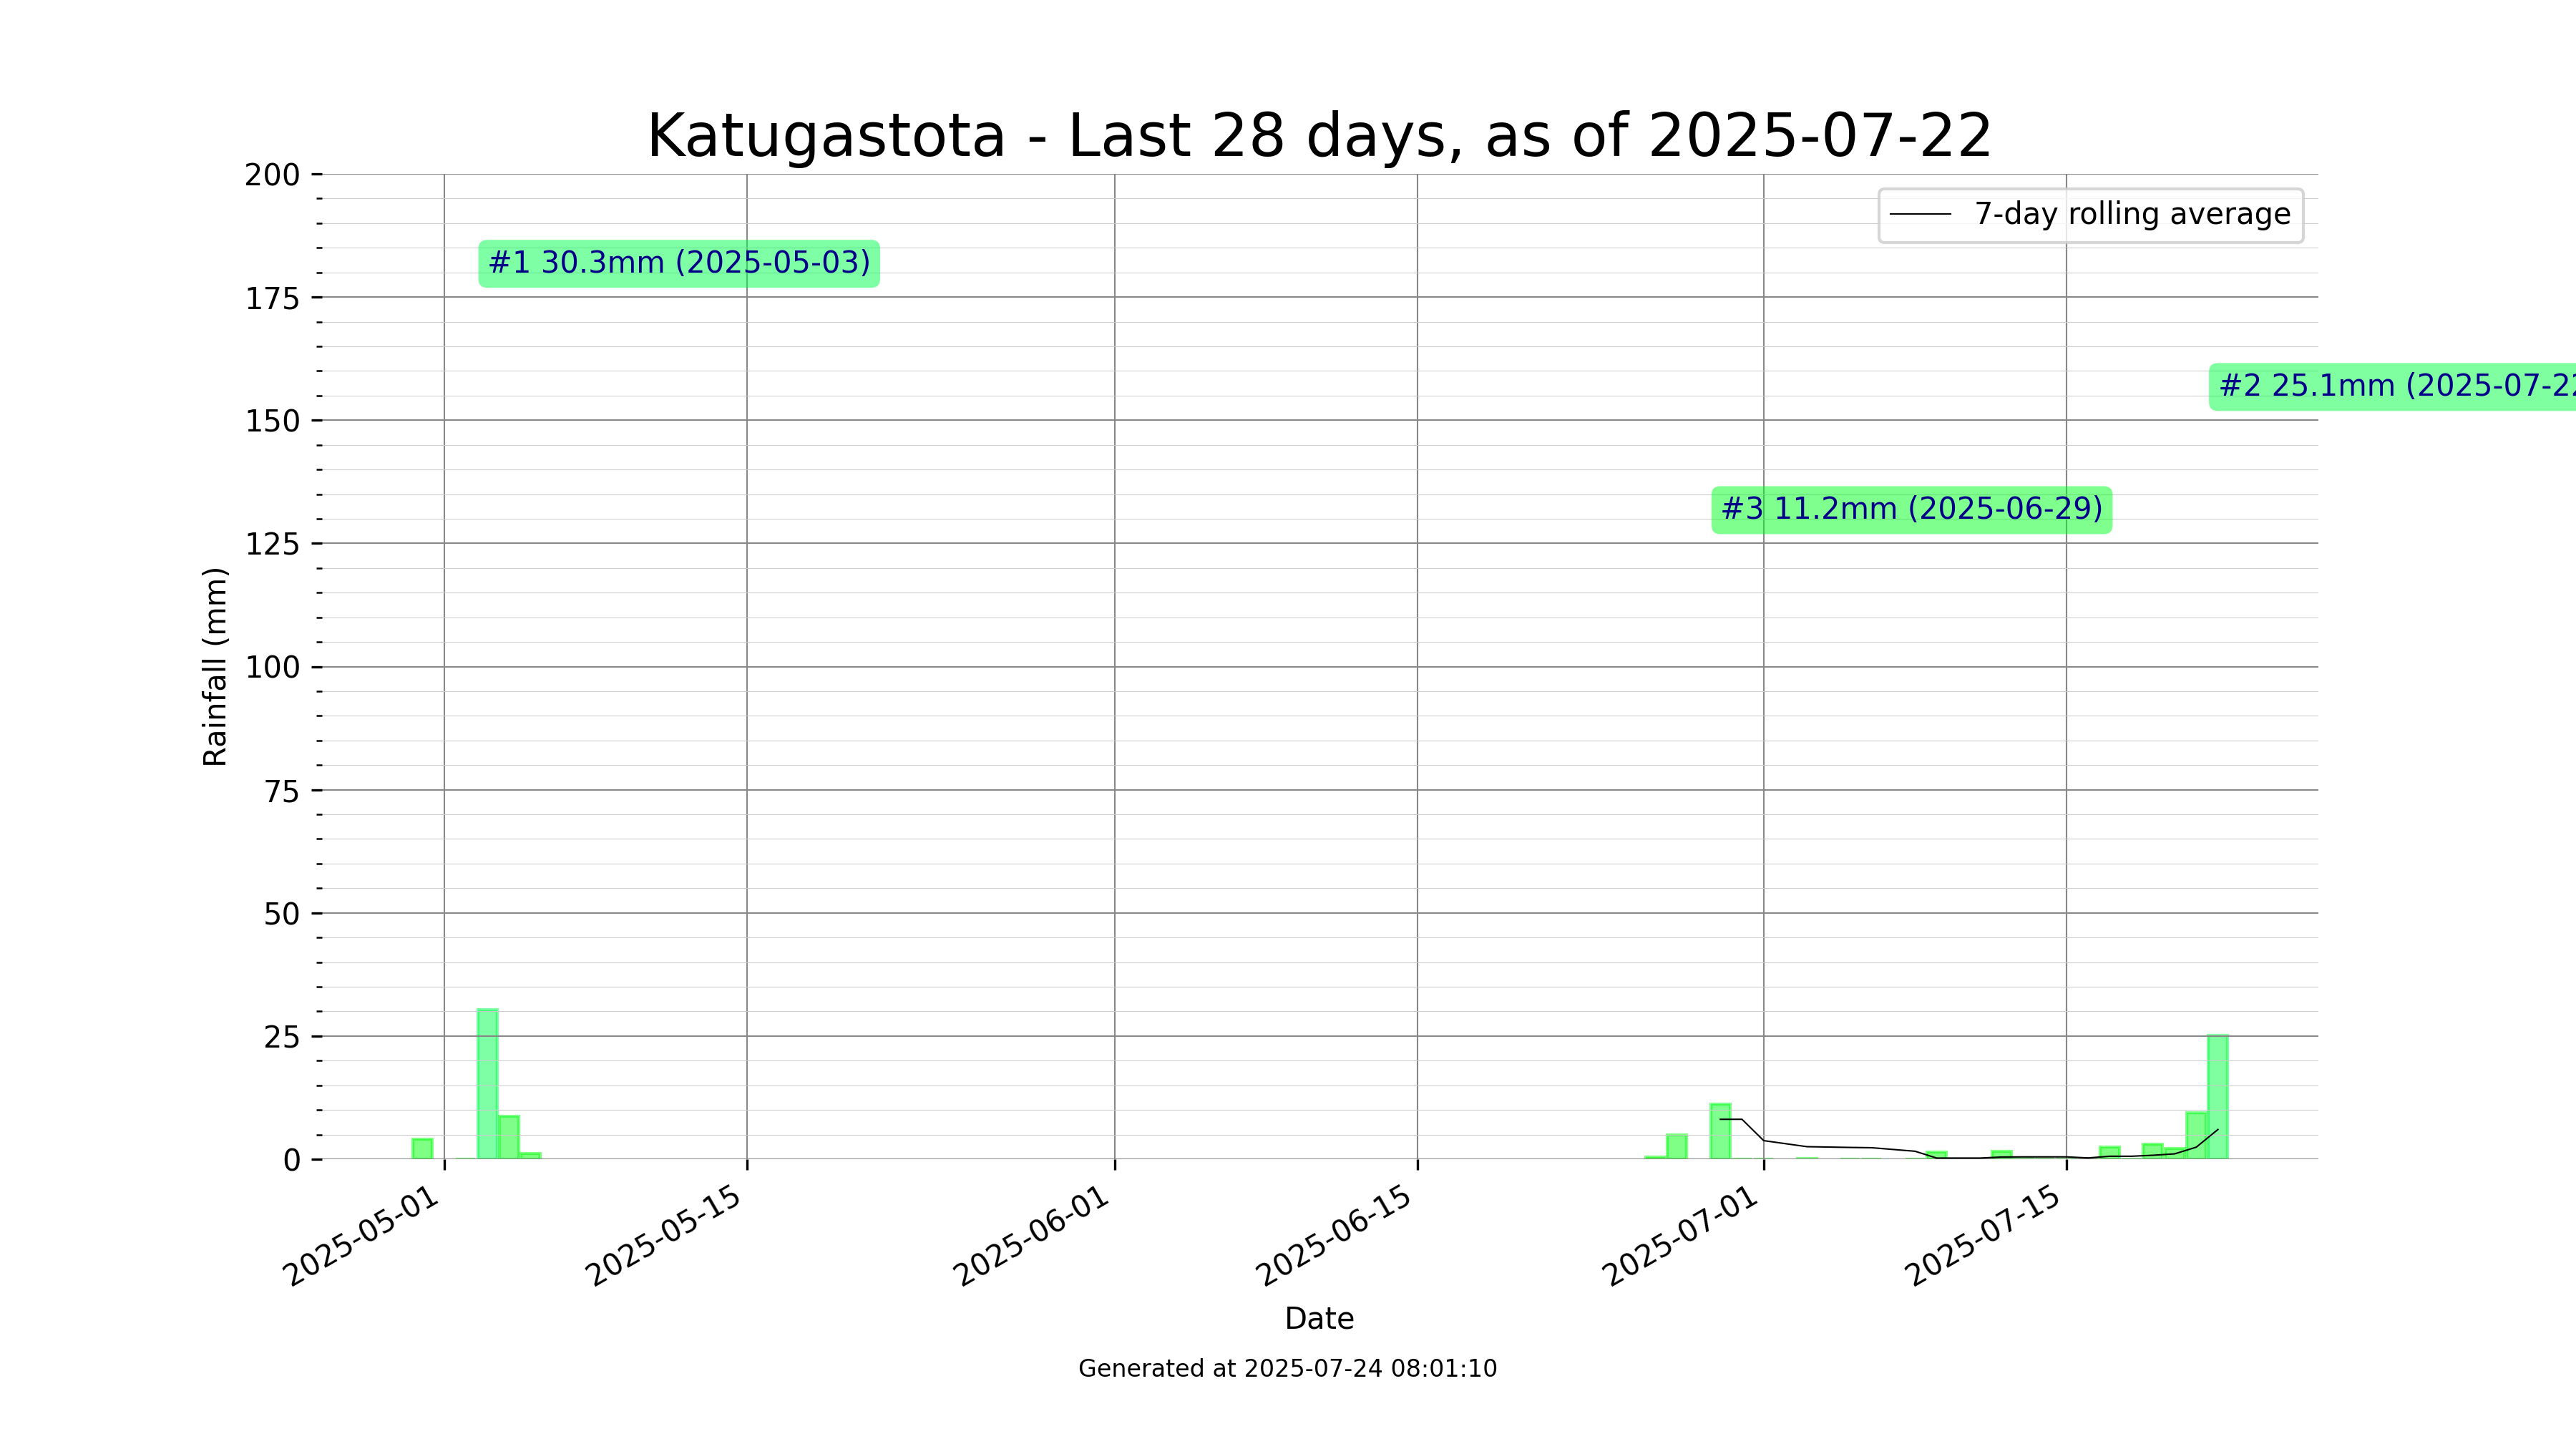 Katugastota - Last 28 days, as of 2025-07-22
200
175
150
125
100
75
50
25
0
Rainfall (mm)
7-day rolling average
#1 30.3mm (2025-05-03)
#2 25.1mm (2025-07-22
#3 11.2mm (2025-06-29)
2025-05-01
2025-05-15
2025-06-01
2025-06-15
2025-07-01
2025-07-15
Date
Generated at 2025-07-24 08:01:10